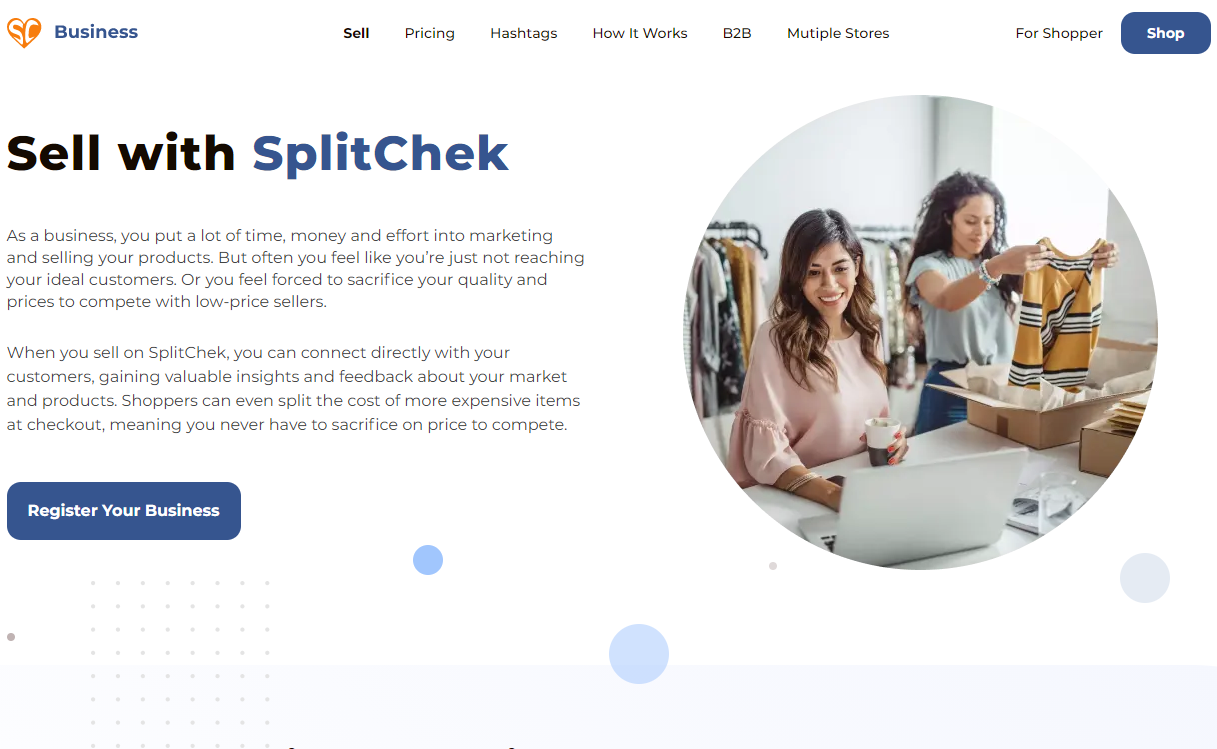 SC Business
Sell
Pricing
Hashtags
How It Works
B2B
Mutiple Stores
For Shopper
Shop
Sell with SplitChek
As a business, you put a lot of time, money and effort into marketing
and selling your products. But often you feel like you’re just not reaching
your ideal customers. Or you feel forced to sacrifice your quality and
prices to compete with low-price sellers.
When you sell on SplitChek, you can connect directly with your
customers, gaining valuable insights and feedback about your market
and products. Shoppers can even split the cost of more expensive items
at checkout, meaning you never have to sacrifice on price to compete.
Register Your Business